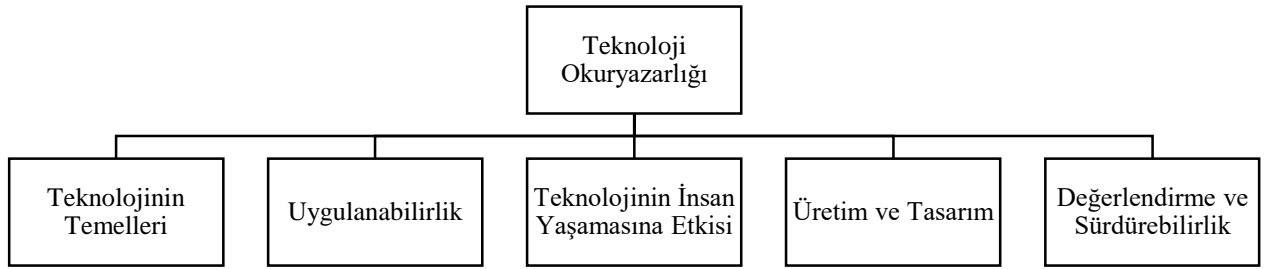 Teknoloji
Okuryazarlığı
Teknolojinin
Temelleri
Uygulanabilirlik
Teknolojinin İnsan
Yaşamasına Etkisi
Üretim ve Tasarım
Değerlendirme ve
Sürdürebilirlik